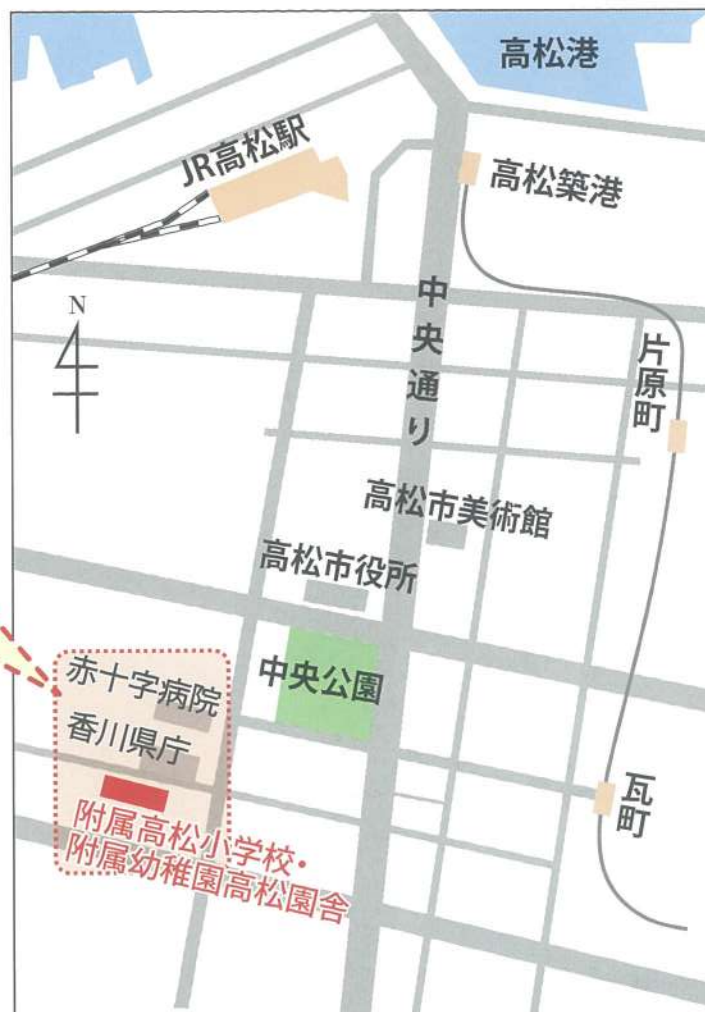 高松港
JR高松駅
高松築港
N
中央通り
片原町
高松市美術館
高松市役所
赤十字病院
中央公園
香川県庁
瓦町
附属高松小学校・
附属幼稚園高松園舎